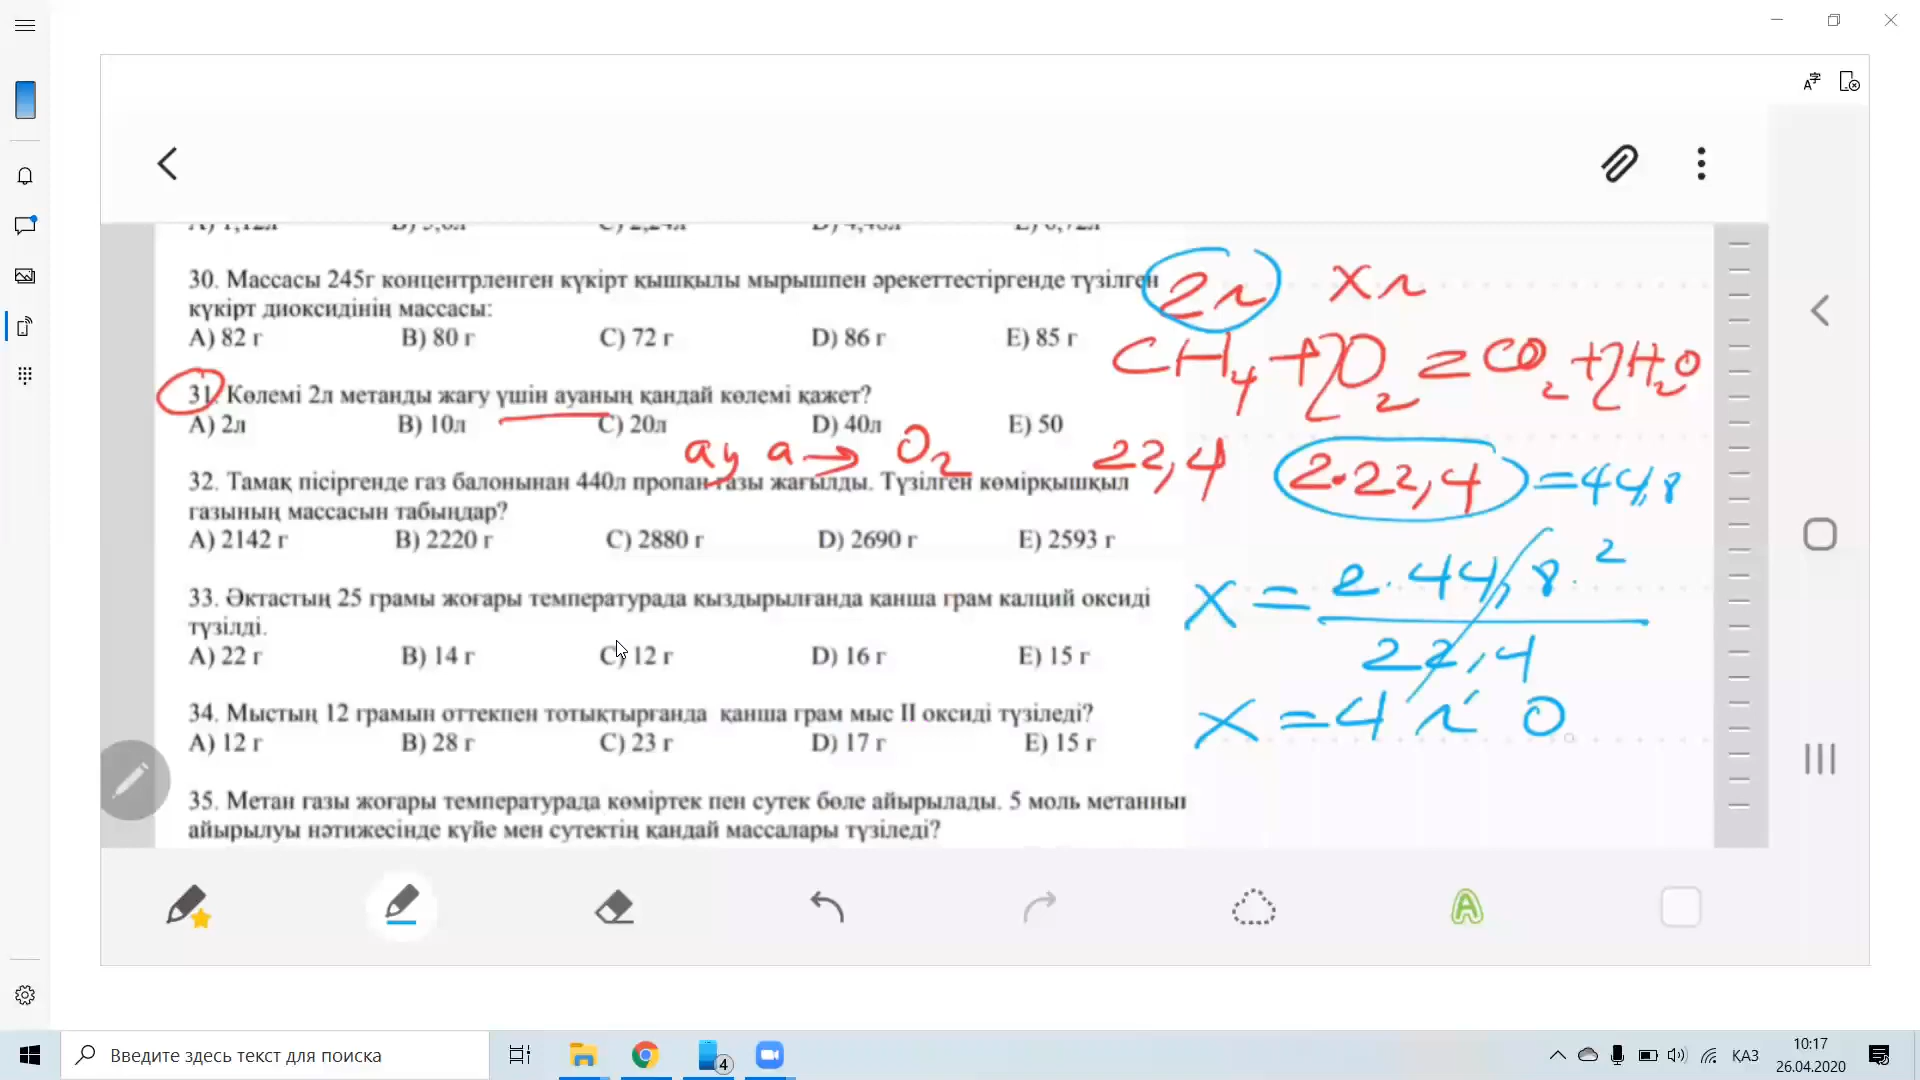 30. Массасы 245г концентрленген күкірт қышқылы мырышпен әрекеттестіргенде түзілген
күкірт диоксидінің массасы:
A) 82 г B) 80 г C) 72 г D) 86 г E) 85 г
31. Көлемі 2л метанды жағу үшін ауаның қандай көлемі қажет?
A) 2л B) 10л C) 20л D) 40л E) 50
ауа → O₂
32. Тамақ пісіргенде газ балонынан 440л пропан газы жағылды. Түзілген көмірқышқыл
газының массасын табыңдар?
A) 2142 г B) 2220 г C) 2880 г D) 2690 г E) 2593 г
33. Әктастың 25 грамы жоғары температурада қыздырылғанда қанша грам калций оксиді
түзілді.
A) 22 г B) 14 г C) 12 г D) 16 г E) 15 г
34. Мыстың 12 грамын оттекпен тотықтырғанда қанша грам мыс II оксиді түзіледі?
A) 12 г B) 28 г C) 23 г D) 17 г E) 15 г
35. Метан газы жоғары температурада көміртек пен сутек бөле айырылады. 5 моль метанның
айырылуы нәтижесінде күйе мен сутектің қандай массалары түзіледі?
2л xл
CH₄ + 2O₂ = CO₂ + 2H₂O
22,4 2·22,4 = 44,8
x = 2·44,8·2
22,4
x = 4л O
Введите здесь текст для поиска
4
ҚАЗ
10:17
26.04.2020